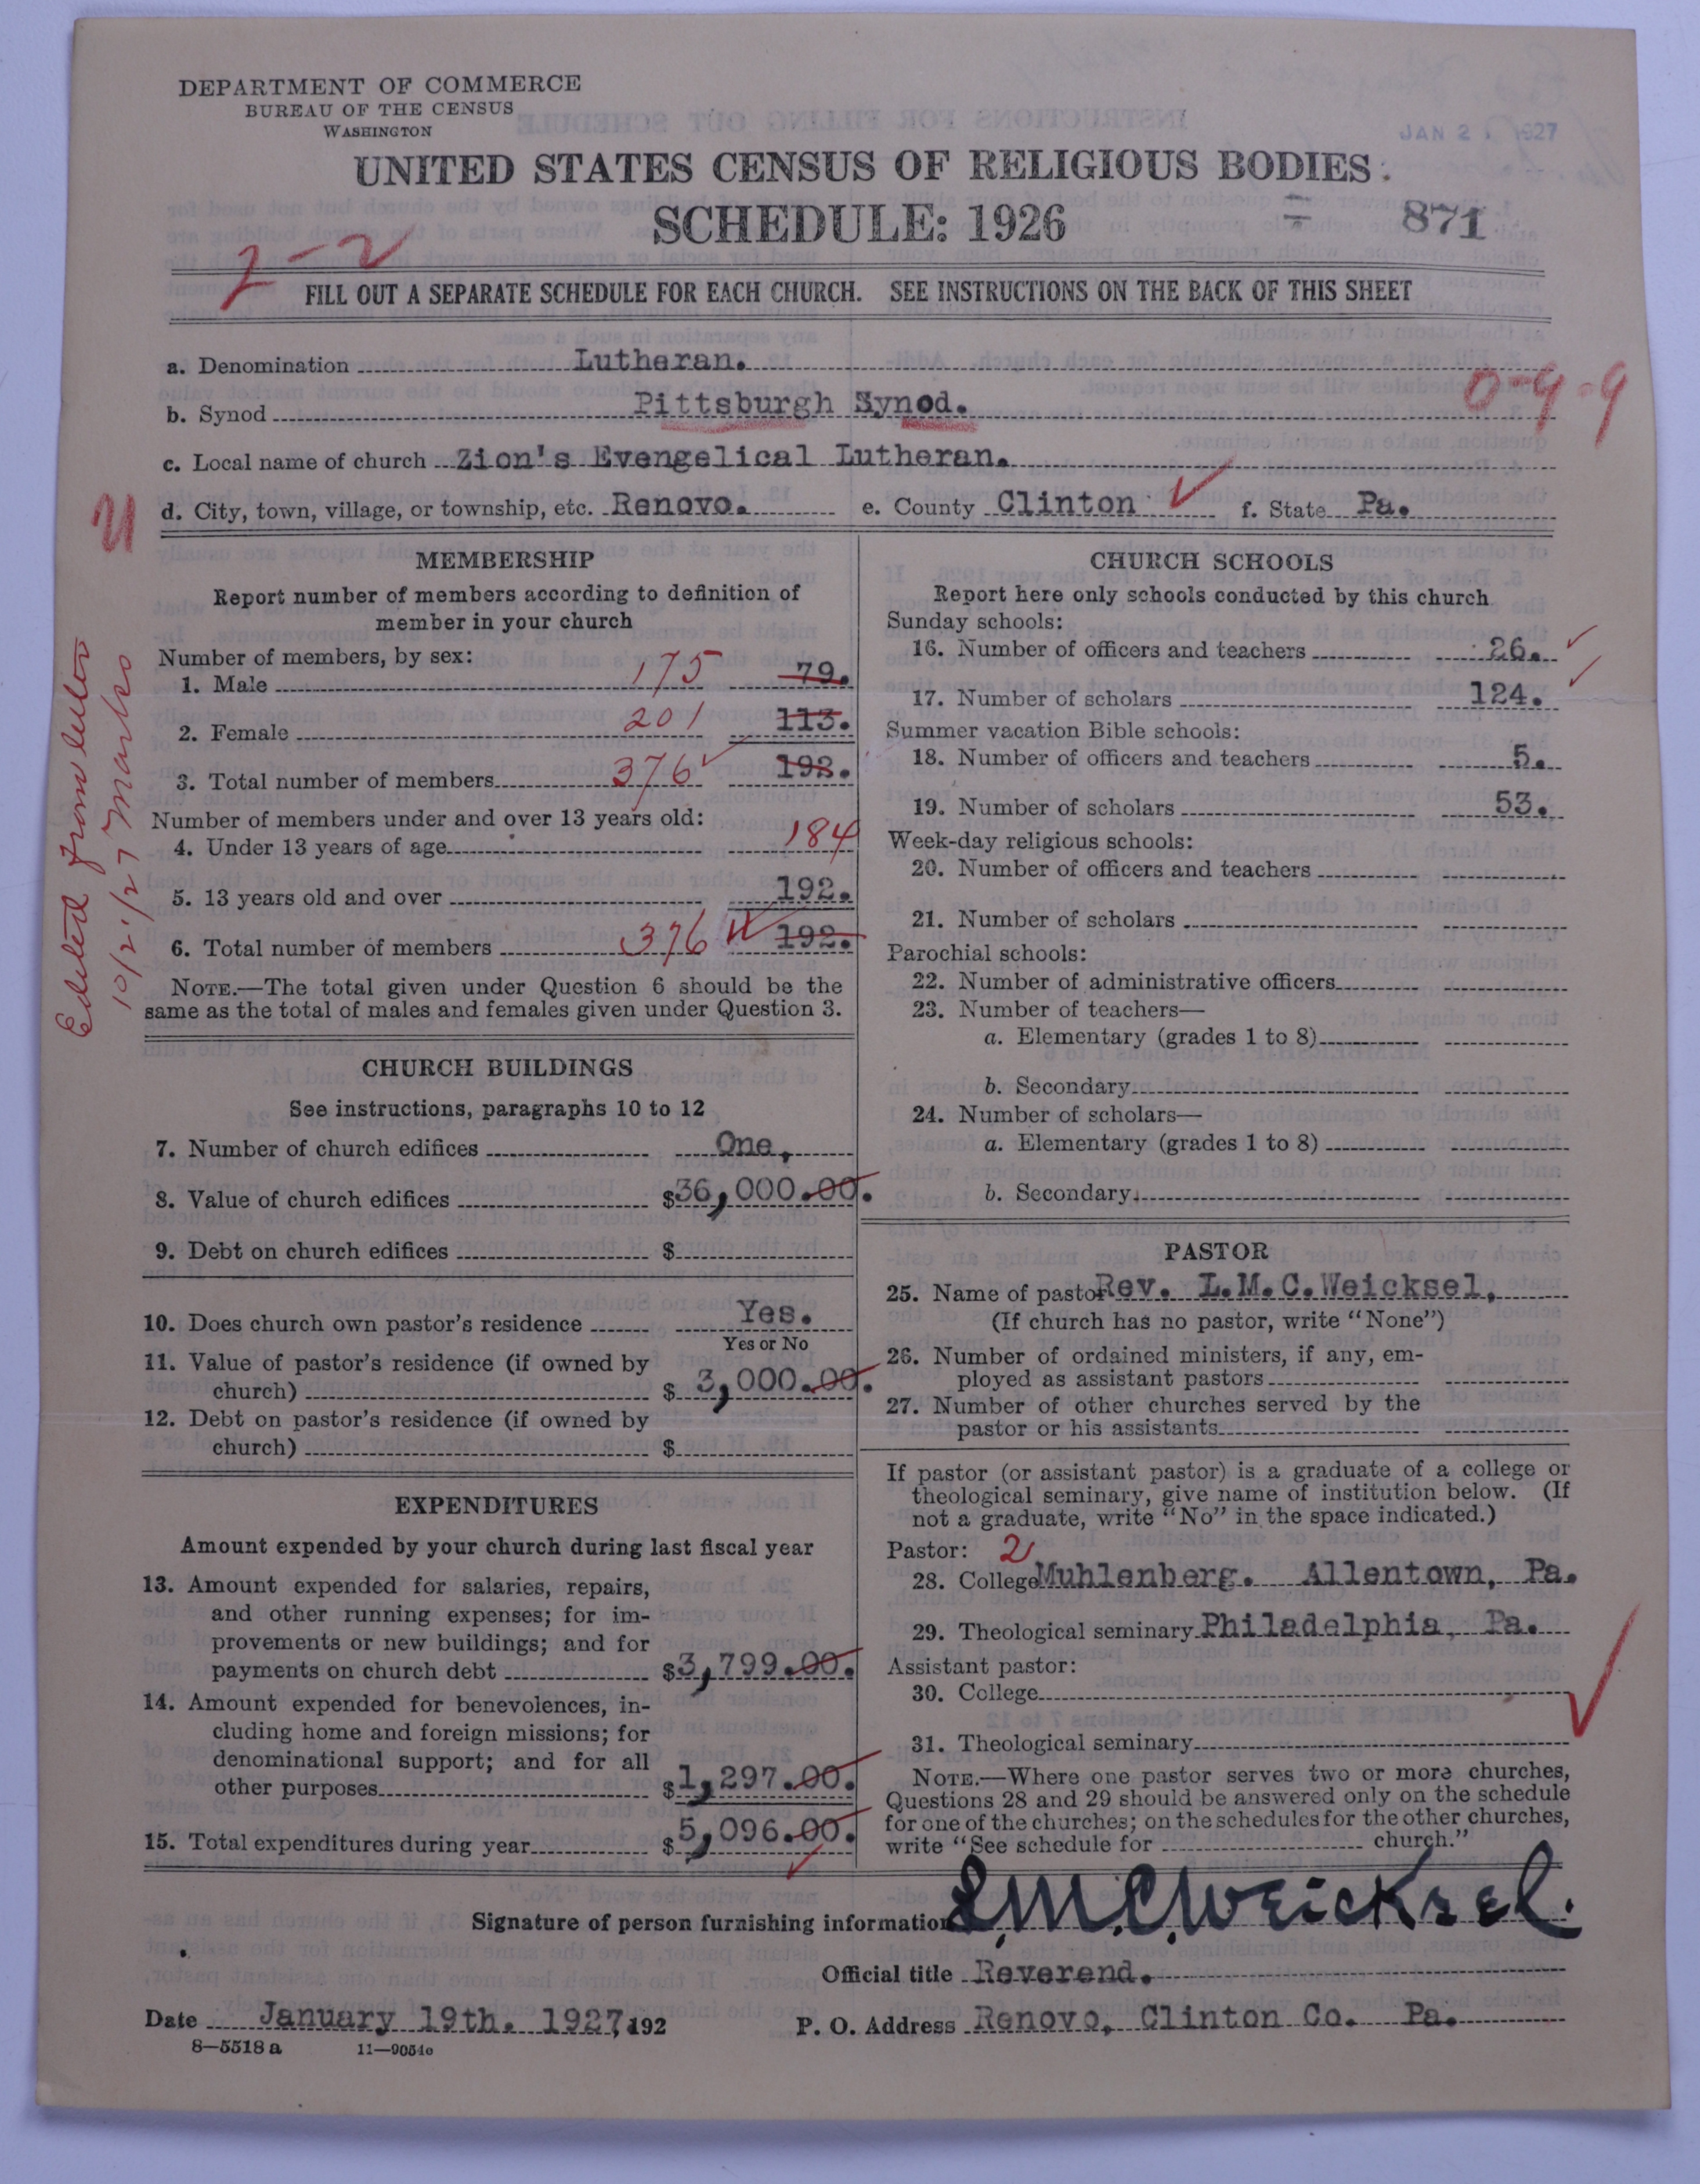 DEPARTMENT OF COMMERCE
BUREAU OF THE CENSUS
WASHINGTON
JAN 2 1927
UNITED STATES CENSUS OF RELIGIOUS BODIES
SCHEDULE: 1926
871
7-2
FILL OUT A SEPARATE SCHEDULE FOR EACH CHURCH. SEE INSTRUCTIONS ON THE BACK OF THIS SHEET
a. Denomination Lutheran.
b. Synod Pittsburgh Synod. 0-9-9
c. Local name of church Zion's Evengelical Lutheran.
d. City, town, village, or township, etc. Renovo. e. County Clinton ✓ f. State Pa.
MEMBERSHIP
Report number of members according to definition of
member in your church
Number of members, by sex:
1. Male 175 79.
2. Female 201 113.
3. Total number of members 376 ✓ 192.
Number of members under and over 13 years old:
4. Under 13 years of age 184
5. 13 years old and over 192.
6. Total number of members 376 192.
NOTE.—The total given under Question 6 should be the
same as the total of males and females given under Question 3.
Edited from letter
10/21/27 Marks
CHURCH BUILDINGS
See instructions, paragraphs 10 to 12
7. Number of church edifices One.
8. Value of church edifices $36,000.00.
9. Debt on church edifices $
10. Does church own pastor's residence Yes.
Yes or No
11. Value of pastor's residence (if owned by
church) $ 3,000.00.
12. Debt on pastor's residence (if owned by
church) $
EXPENDITURES
Amount expended by your church during last fiscal year
13. Amount expended for salaries, repairs,
and other running expenses; for im-
provements or new buildings; and for
payments on church debt $3,799.00.
14. Amount expended for benevolences, in-
cluding home and foreign missions; for
denominational support; and for all
other purposes $1,297.00.
15. Total expenditures during year $5,096.00.
CHURCH SCHOOLS
Report here only schools conducted by this church
Sunday schools:
16. Number of officers and teachers 26. ✓
17. Number of scholars 124. ✓
Summer vacation Bible schools:
18. Number of officers and teachers 5.
19. Number of scholars 53.
Week-day religious schools:
20. Number of officers and teachers
21. Number of scholars
Parochial schools:
22. Number of administrative officers
23. Number of teachers—
a. Elementary (grades 1 to 8)
b. Secondary
24. Number of scholars—
a. Elementary (grades 1 to 8)
b. Secondary
PASTOR
25. Name of pastor Rev. L.M.C.Weicksel.
(If church has no pastor, write "None")
26. Number of ordained ministers, if any, em-
ployed as assistant pastors
27. Number of other churches served by the
pastor or his assistants
If pastor (or assistant pastor) is a graduate of a college or
theological seminary, give name of institution below. (If
not a graduate, write "No" in the space indicated.)
Pastor: 2
28. College Muhlenberg. Allentown, Pa.
29. Theological seminary Philadelphia, Pa.
Assistant pastor:
30. College
31. Theological seminary
NOTE.—Where one pastor serves two or more churches,
Questions 28 and 29 should be answered only on the schedule
for one of the churches; on the schedules for the other churches,
write "See schedule for church."
Signature of person furnishing information L.M.C.Weicksel.
Official title Reverend.
Date January 19th. 1927, 192 P. O. Address Renovo, Clinton Co. Pa.
8—5518 a 11—9054c